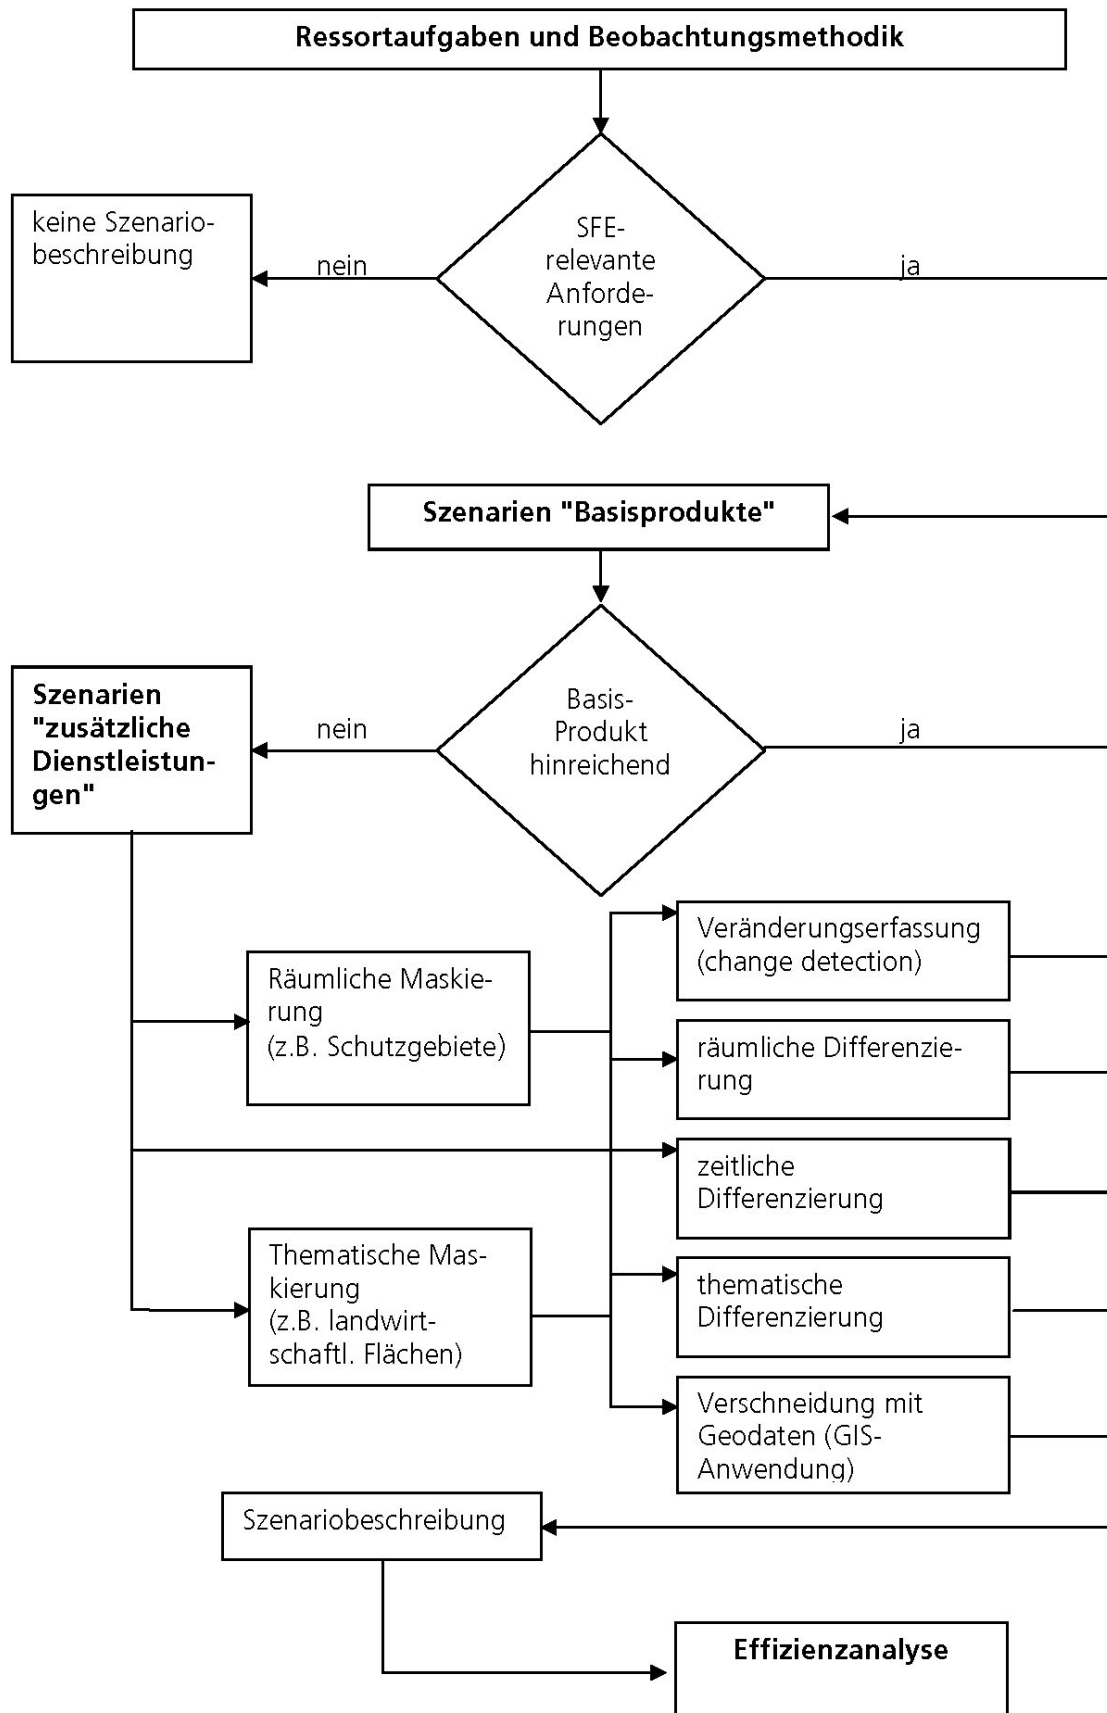 Ressortaufgaben und Beobachtungsmethodik
keine Szenario-
beschreibung
nein
SFE-
relevante
Anforde-
rungen
ja
Szenarien "Basisprodukte"
Szenarien
"zusätzliche
Dienstleistun-
gen"
nein
Basis-
Produkt
hinreichend
ja
Räumliche Maskie-
rung
(z.B. Schutzgebiete)
Thematische Mas-
kierung
(z.B. landwirt-
schaftl. Flächen)
Veränderungserfassung
(change detection)
räumliche Differenzie-
rung
zeitliche
Differenzierung
thematische
Differenzierung
Verschneidung mit
Geodaten (GIS-
Anwendung)
Szenariobeschreibung
Effizienzanalyse